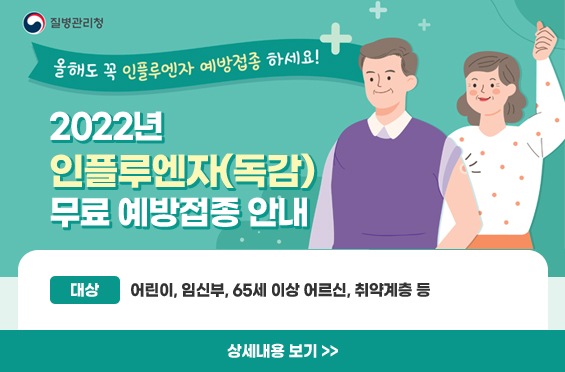 질병관리청
올해도 꼭 인플루엔자 예방접종 하세요!
2022년
인플루엔자(독감)
무료 예방접종 안내
대상 어린이, 임신부, 65세 이상 어르신, 취약계층 등
상세내용 보기 >>